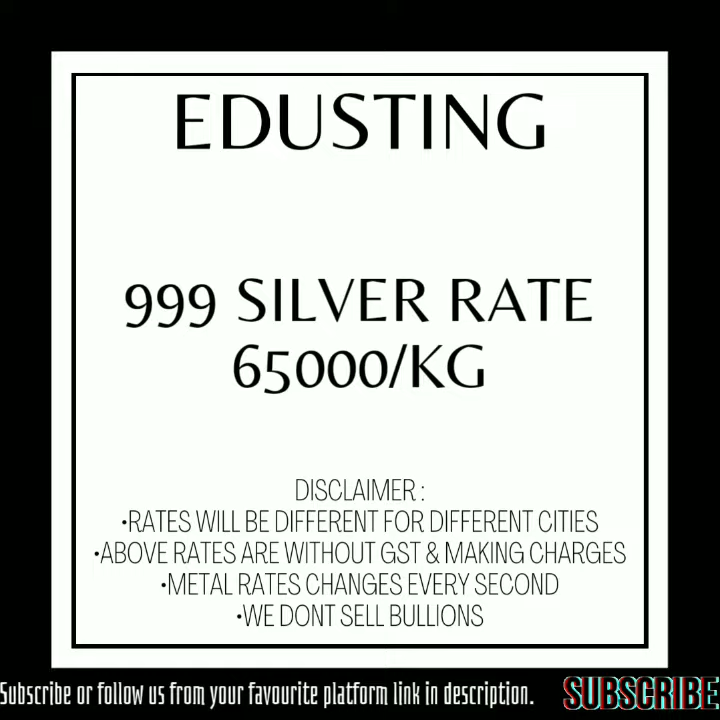 EDUSTING
999 SILVER RATE
65000/KG
DISCLAIMER :
•RATES WILL BE DIFFERENT FOR DIFFERENT CITIES
•ABOVE RATES ARE WITHOUT GST & MAKING CHARGES
•METAL RATES CHANGES EVERY SECOND
•WE DONT SELL BULLIONS
Subscribe or follow us from your favourite platform link in description. SUBSCRIBE